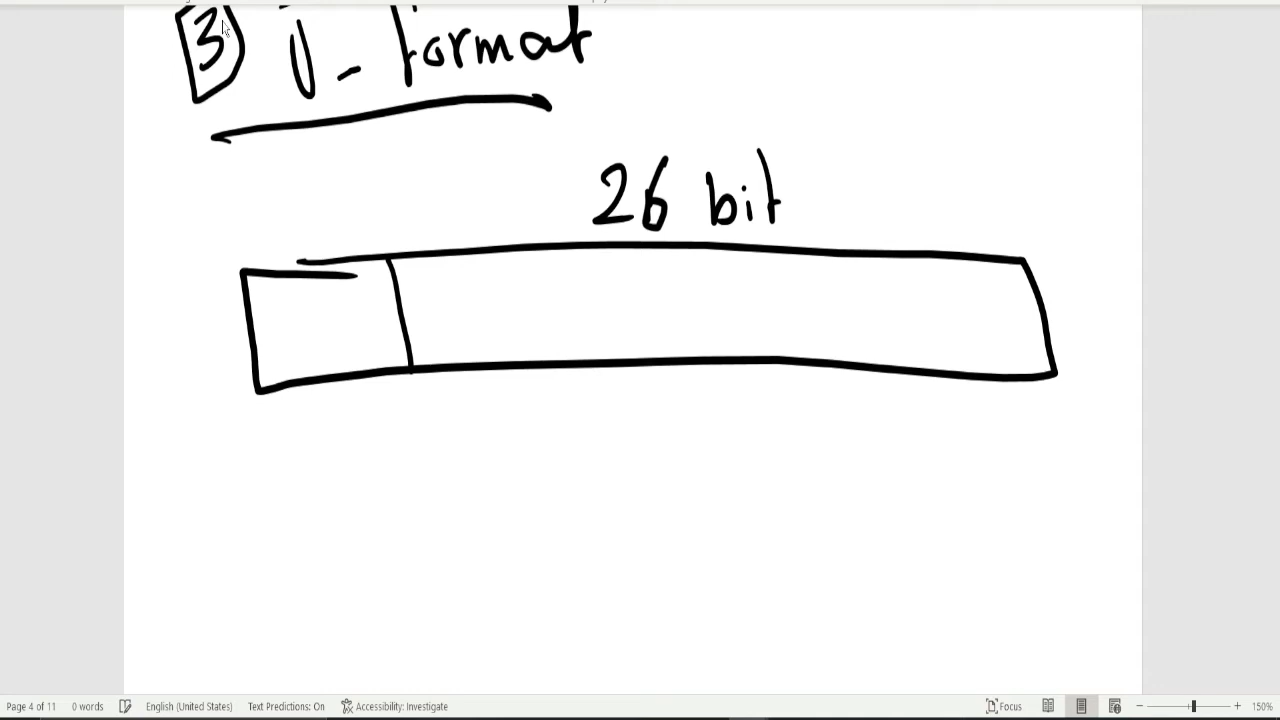 3 J - format
26 bit
Page 4 of 11 0 words English (United States) Text Predictions: On Accessibility: Investigate Focus 150%